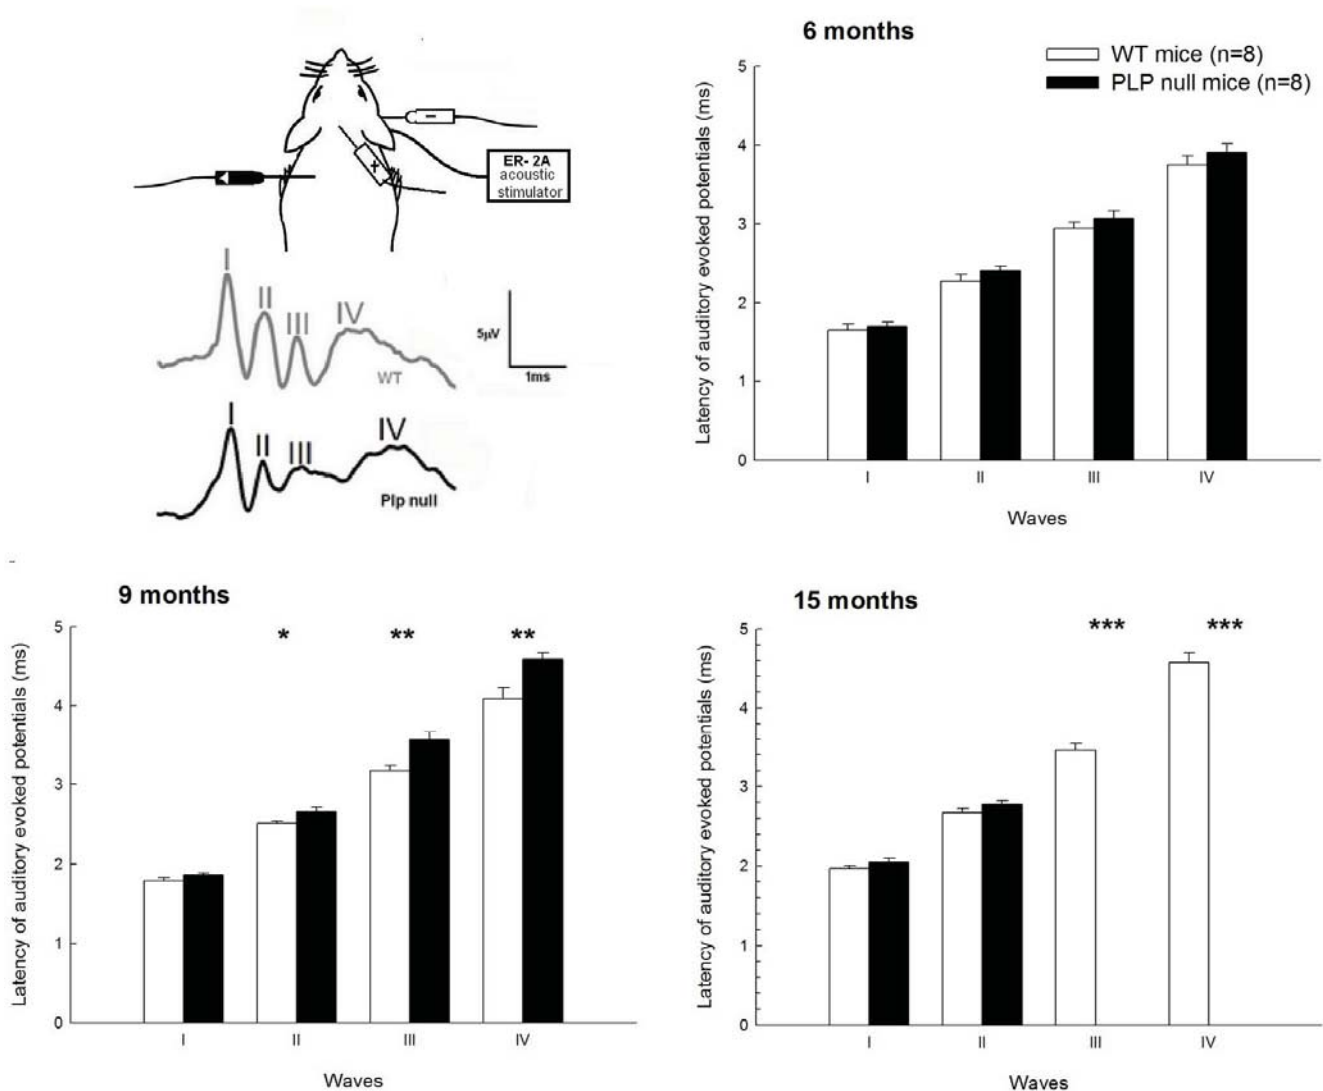 ER- 2A
acoustic
stimulator
-
+
I
II
III
IV
WT
5µV
1ms
I
II
III
IV
Plp null
6 months
WT mice (n=8)
PLP null mice (n=8)
Latency of auditory evoked potentials (ms)
5
4
3
2
1
0
I II III IV
Waves
9 months
* ** **
Latency of auditory evoked potentials (ms)
5
4
3
2
1
0
I II III IV
Waves
15 months
*** ***
Latency of auditory evoked potentials (ms)
5
4
3
2
1
0
I II III IV
Waves